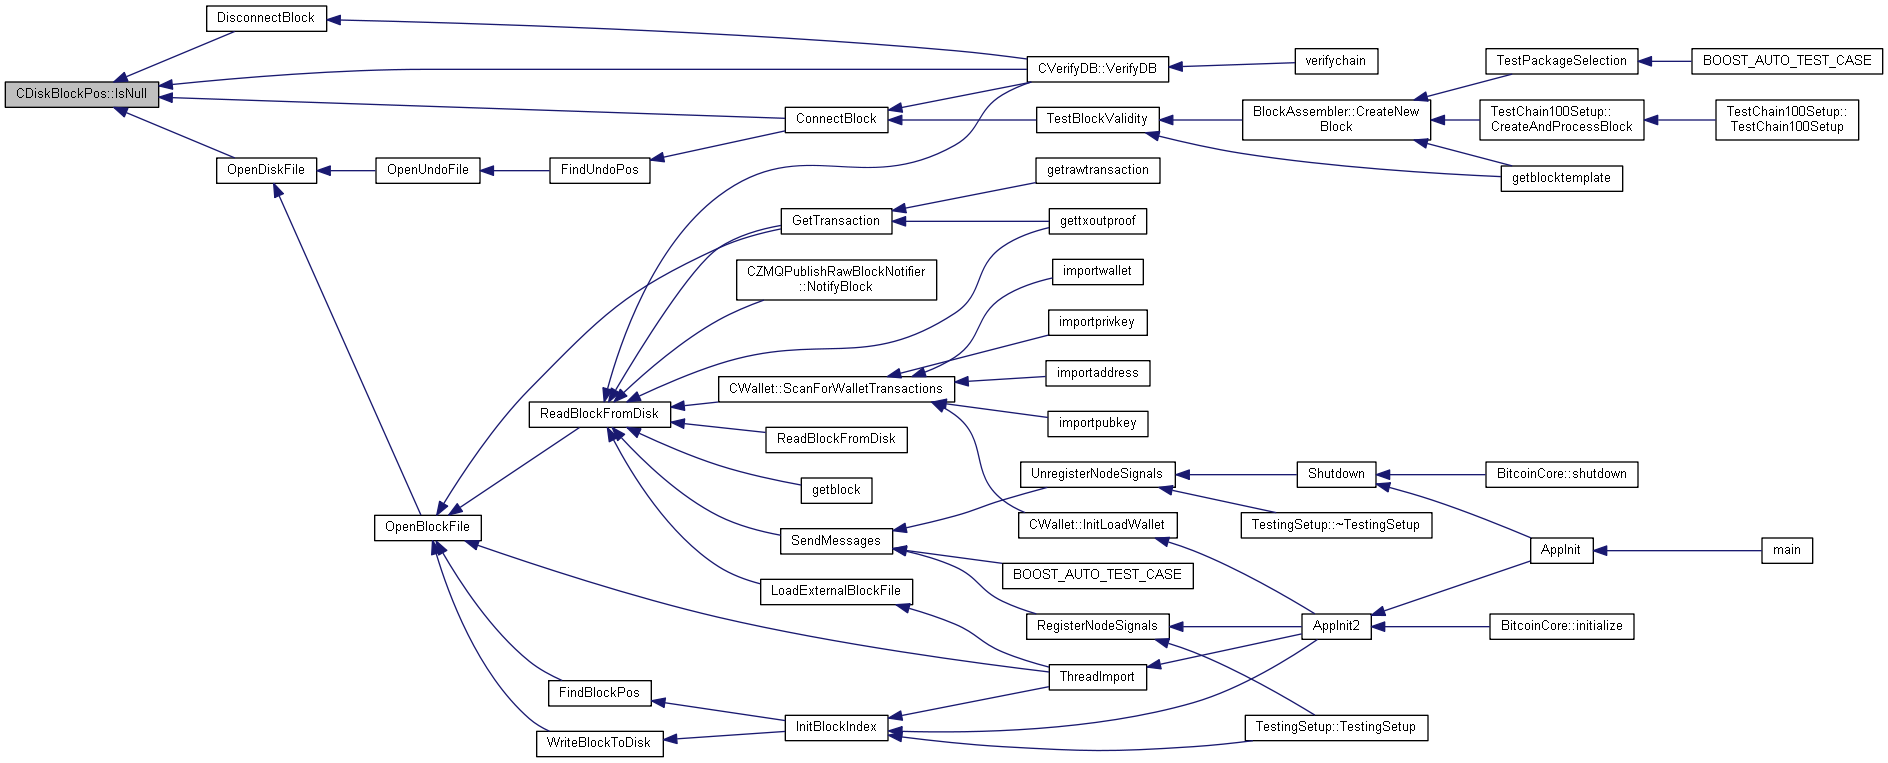 DisconnectBlock
CDiskBlockPos::IsNull
OpenDiskFile
OpenUndoFile
FindUndoPos
ConnectBlock
CVerifyDB::VerifyDB
verifychain
TestBlockValidity
BlockAssembler::CreateNew
Block
TestPackageSelection
BOOST_AUTO_TEST_CASE
TestChain100Setup::
CreateAndProcessBlock
TestChain100Setup::
TestChain100Setup
getblocktemplate
getrawtransaction
GetTransaction
gettxoutproof
CZMQPublishRawBlockNotifier
::NotifyBlock
importwallet
importprivkey
CWallet::ScanForWalletTransactions
importaddress
importpubkey
ReadBlockFromDisk
ReadBlockFromDisk
getblock
UnregisterNodeSignals
Shutdown
BitcoinCore::shutdown
OpenBlockFile
SendMessages
CWallet::InitLoadWallet
TestingSetup::~TestingSetup
AppInit
main
BOOST_AUTO_TEST_CASE
LoadExternalBlockFile
RegisterNodeSignals
AppInit2
BitcoinCore::initialize
ThreadImport
FindBlockPos
InitBlockIndex
TestingSetup::TestingSetup
WriteBlockToDisk